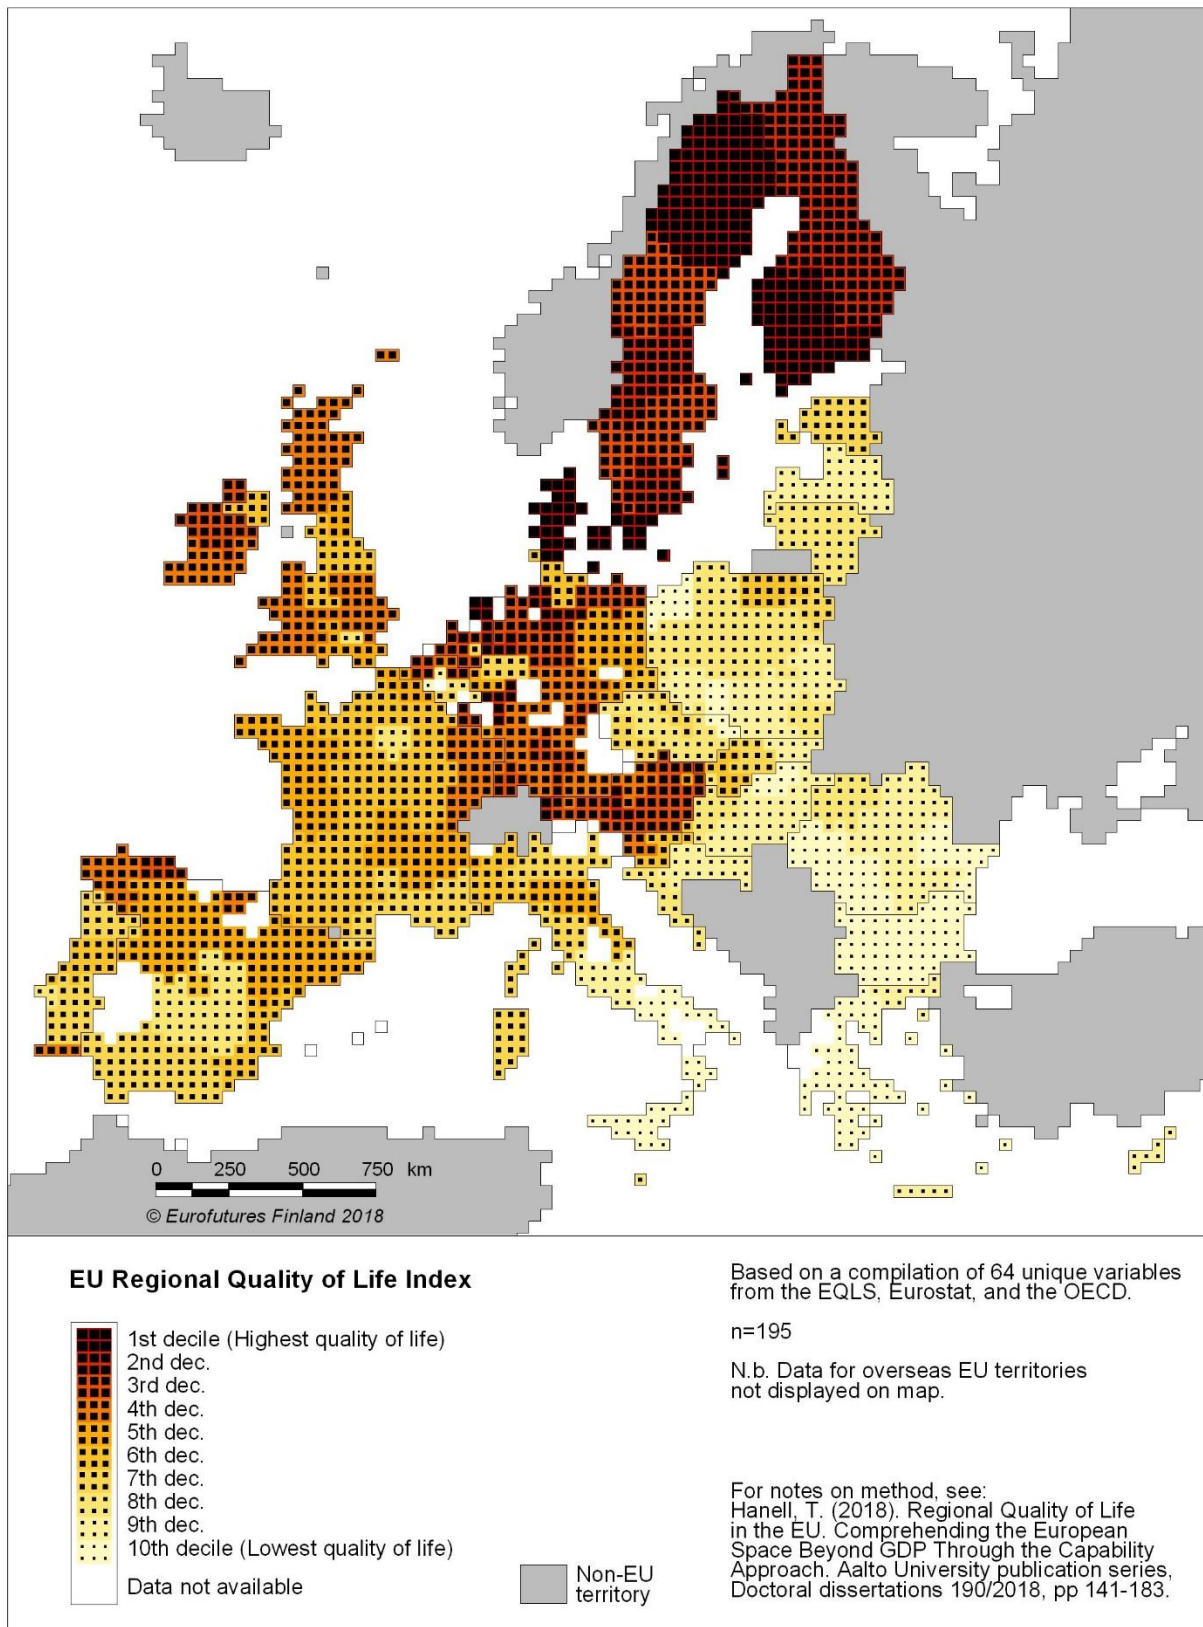 0 250 500 750 km
© Eurofutures Finland 2018
EU Regional Quality of Life Index
1st decile (Highest quality of life)
2nd dec.
3rd dec.
4th dec.
5th dec.
6th dec.
7th dec.
8th dec.
9th dec.
10th decile (Lowest quality of life)
Data not available
Non-EU
territory
Based on a compilation of 64 unique variables
from the EQLS, Eurostat, and the OECD.
n=195
N.b. Data for overseas EU territories
not displayed on map.
For notes on method, see:
Hanell, T. (2018). Regional Quality of Life
in the EU. Comprehending the European
Space Beyond GDP Through the Capability
Approach. Aalto University publication series,
Doctoral dissertations 190/2018, pp 141-183.